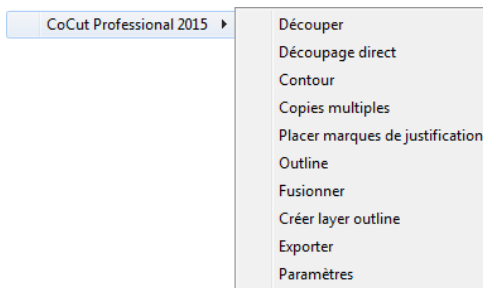 CoCut Professional 2015
Découper
Découpage direct
Contour
Copies multiples
Placer marques de justification
Outline
Fusionner
Créer layer outline
Exporter
Paramètres